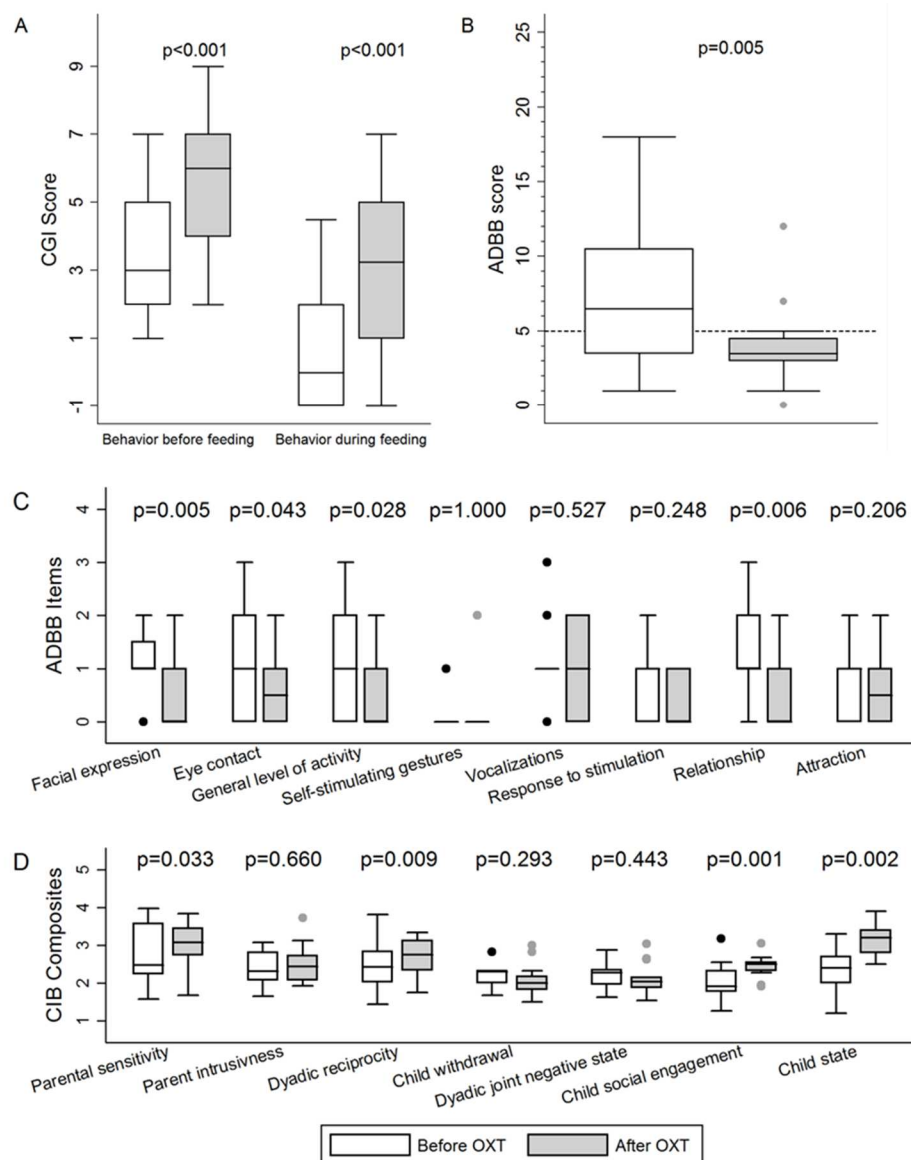 A
p<0.001 p<0.001
CGI Score
9
7
5
3
1
-1
Behavior before feeding Behavior during feeding
B
p=0.005
ADBB score
25
20
15
10
5
0
C
p=0.005 p=0.043 p=0.028 p=1.000 p=0.527 p=0.248 p=0.006 p=0.206
ADBB Items
4
3
2
1
0
Facial expression
Eye contact
General level of activity
Self-stimulating gestures
Vocalizations
Response to stimulation
Relationship
Attraction
D
p=0.033 p=0.660 p=0.009 p=0.293 p=0.443 p=0.001 p=0.002
CIB Composites
5
4
3
2
1
Parental sensitivity
Parent intrusivness
Dyadic reciprocity
Child withdrawal
Dyadic joint negative state
Child social engagement
Child state
Before OXT After OXT